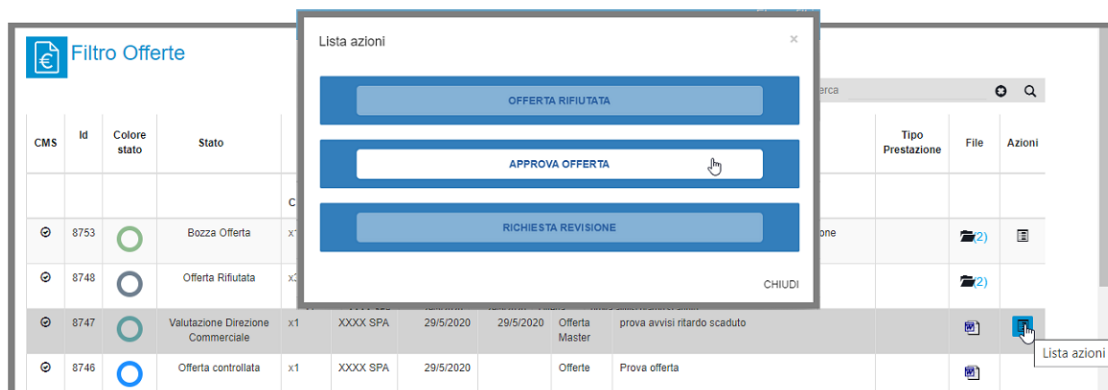 Filtro Offerte
Lista azioni
×
OFFERTA RIFIUTATA
APPROVA OFFERTA
RICHIESTA REVISIONE
CHIUDI
CMS Id Colore stato Stato Tipo Prestazione File Azioni
8753 Bozza Offerta (2)
8748 Offerta Rifiutata (2)
8747 Valutazione Direzione Commerciale x1 XXXX SPA 29/5/2020 29/5/2020 Offerta Master prova avvisi ritardo scaduto
8746 Offerta controllata x1 XXXX SPA 29/5/2020 Offerte Prova offerta
Lista azioni